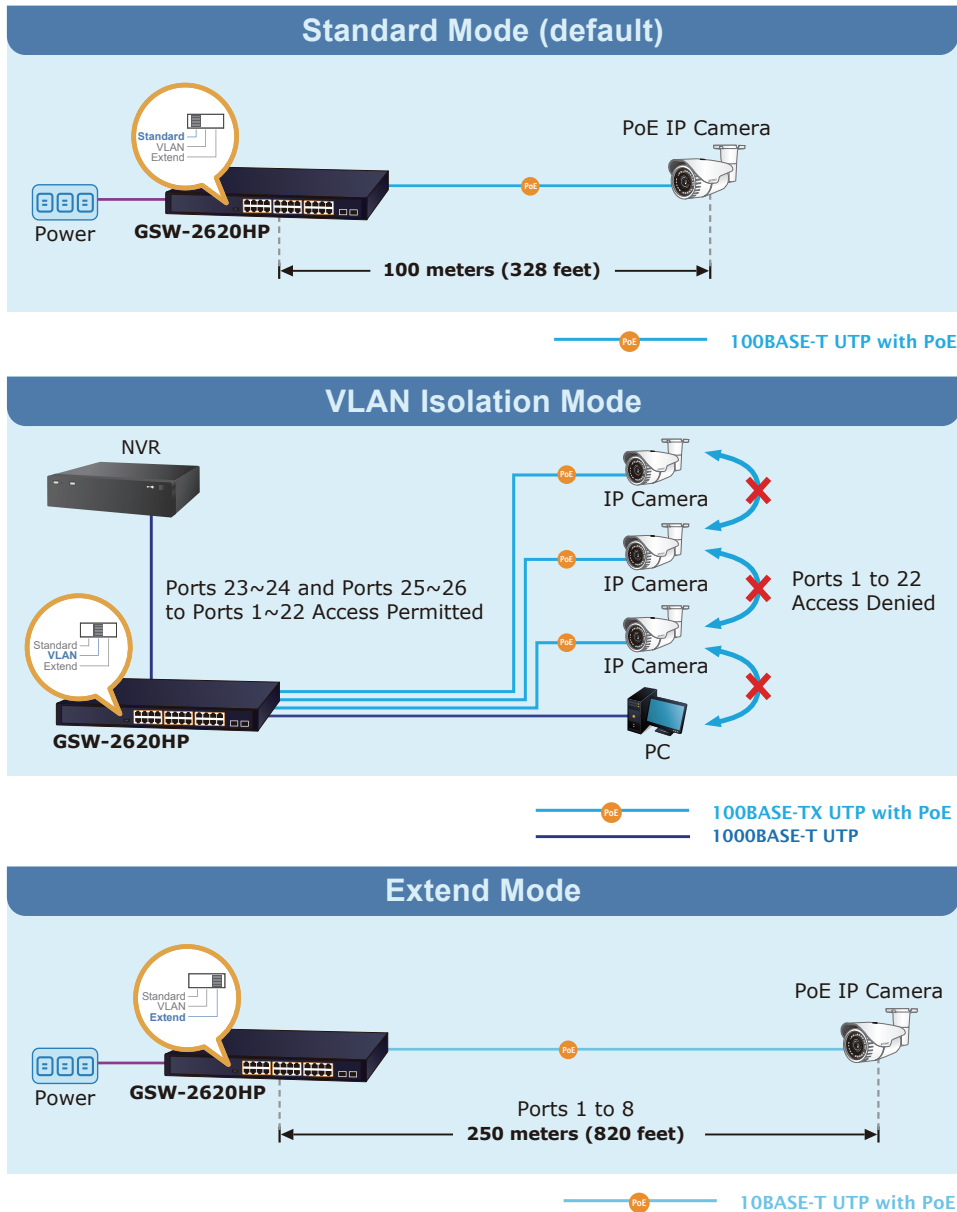 Standard Mode (default)
Standard
VLAN
Extend
PoE IP Camera
PoE
Power
GSW-2620HP
100 meters (328 feet)
PoE
100BASE-T UTP with PoE
VLAN Isolation Mode
NVR
PoE
IP Camera
Ports 23~24 and Ports 25~26
to Ports 1~22 Access Permitted
PoE
IP Camera
Ports 1 to 22
Access Denied
Standard
VLAN
Extend
PoE
IP Camera
GSW-2620HP
PC
PoE
100BASE-TX UTP with PoE
1000BASE-T UTP
Extend Mode
Standard
VLAN
Extend
PoE IP Camera
PoE
Power
GSW-2620HP
Ports 1 to 8
250 meters (820 feet)
PoE
10BASE-T UTP with PoE